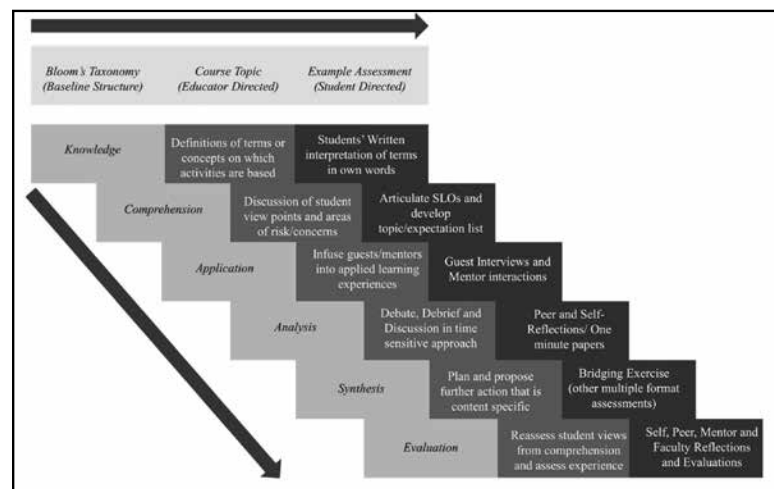 Bloom's Taxonomy
(Baseline Structure)
Course Topic
(Educator Directed)
Example Assessment
(Student Directed)
Knowledge
Definitions of terms or
concepts on which
activities are based
Students' Written
interpretation of terms
in own words
Comprehension
Discussion of student
view points and areas
of risk/concerns
Articulate SLOs and
develop
topic/expectation list
Application
Infuse guests/mentors
into applied learning
experiences
Guest Interviews and
Mentor interactions
Analysis
Debate, Debrief and
Discussion in time
sensitive approach
Peer and Self-
Reflections/ One
minute papers
Synthesis
Plan and propose
further action that is
content specific
Bridging Exercise
(other multiple format
assessments)
Evaluation
Reassess student views
from comprehension
and assess experience
Self, Peer, Mentor and
Faculty Reflections
and Evaluations